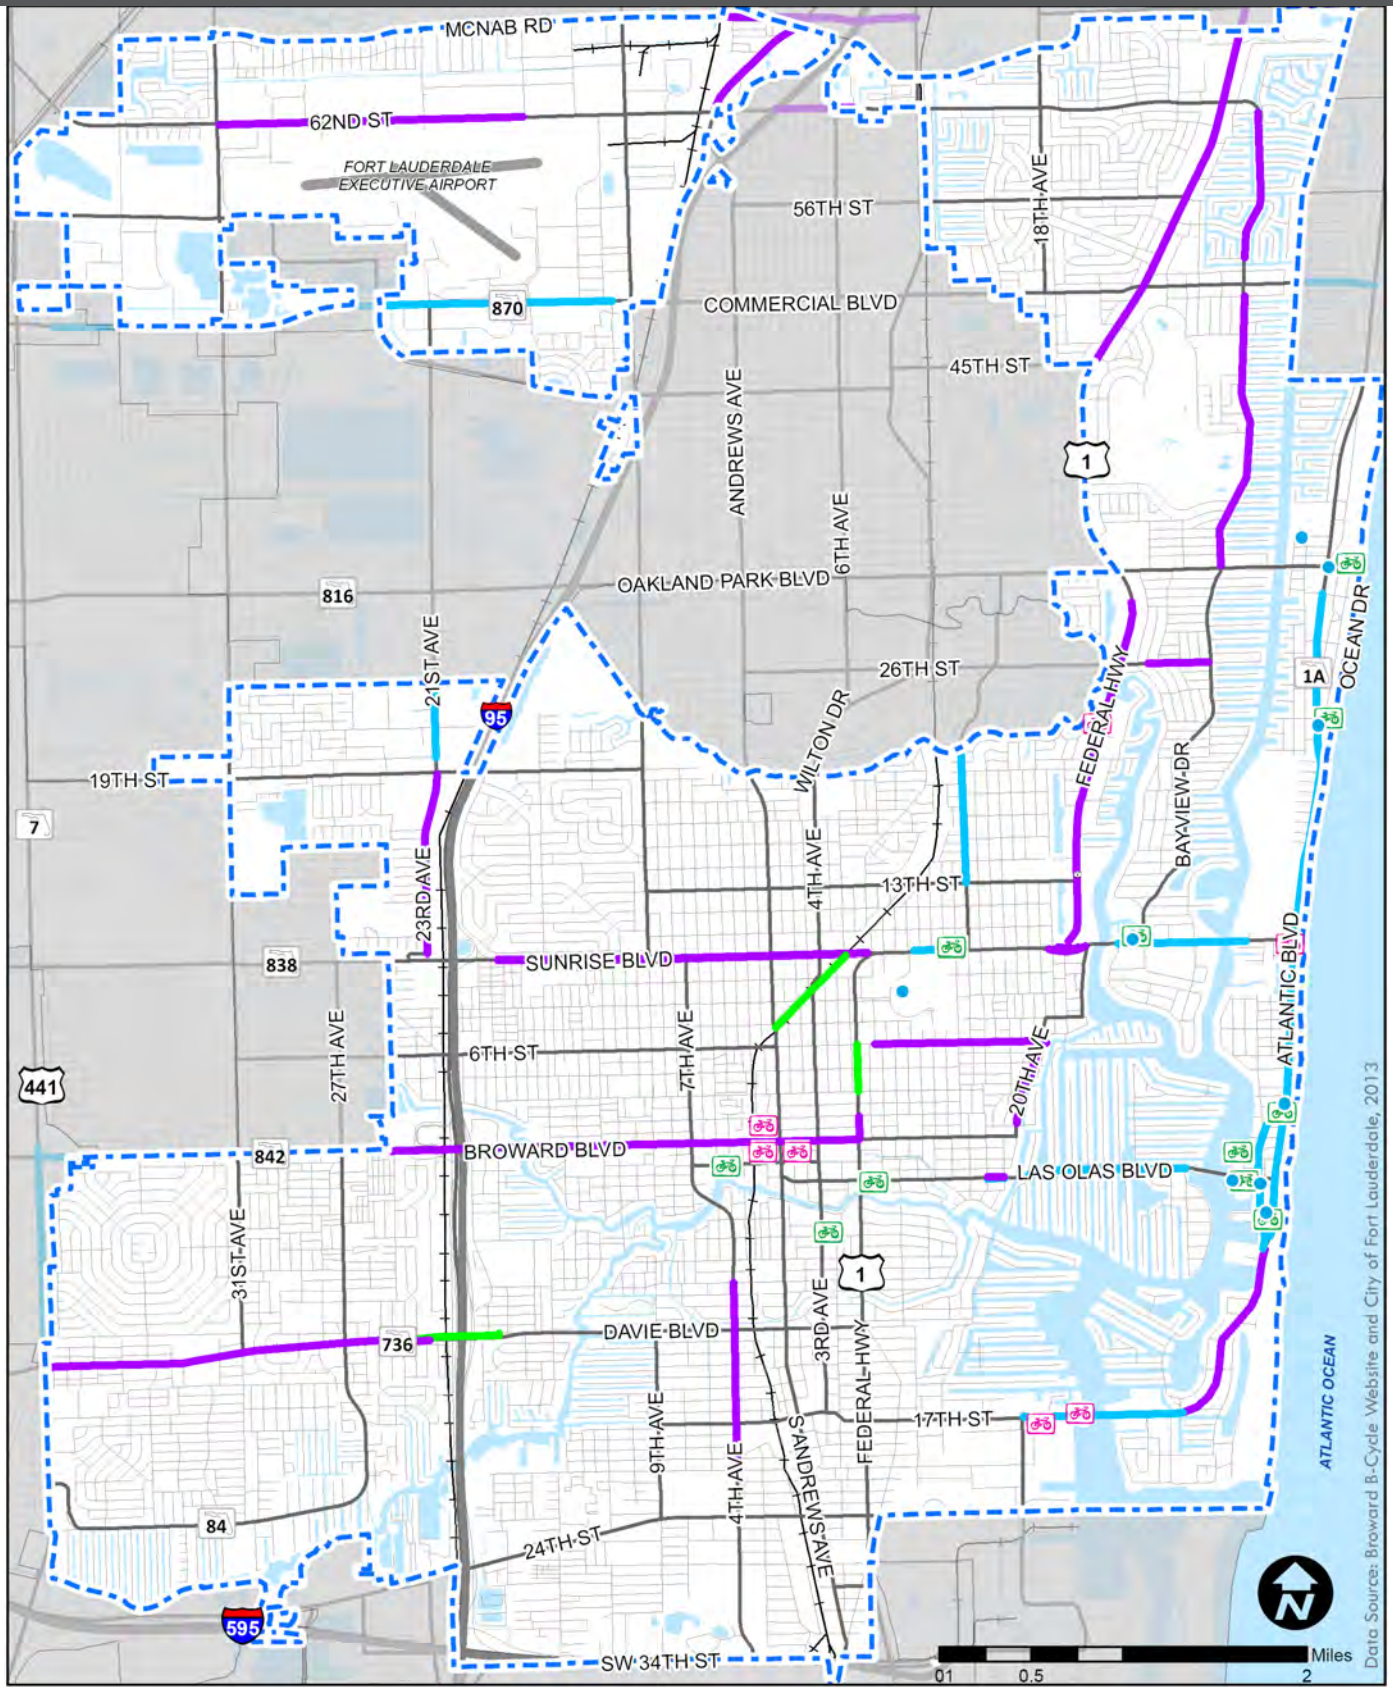 MCNAB RD
62ND ST
FORT LAUDERDALE
EXECUTIVE AIRPORT
56TH ST
18TH AVE
870
COMMERCIAL BLVD
45TH ST
ANDREWS AVE
1
6TH AVE
OAKLAND PARK BLVD
816
OCEAN DR
21ST AVE
26TH ST
FEDERAL HWY
1A
95
WILTON DR
BAY VIEW DR
19TH ST
7
23RD AVE
4TH AVE
13TH ST
ATLANTIC BLVD
838
SUNRISE BLVD
27TH AVE
7TH AVE
6TH ST
20TH AVE
441
842
BROWARD BLVD
LAS OLAS BLVD
31ST AVE
1
3RD AVE
736
DAVIE BLVD
FEDERAL HWY
9TH AVE
4TH AVE
S ANDREWS AVE
17TH ST
ATLANTIC OCEAN
84
24TH ST
595
SW 34TH ST
N
Miles
0 1
0.5
2
Data Source: Broward B-Cycle Website and City of Fort Lauderdale, 2013